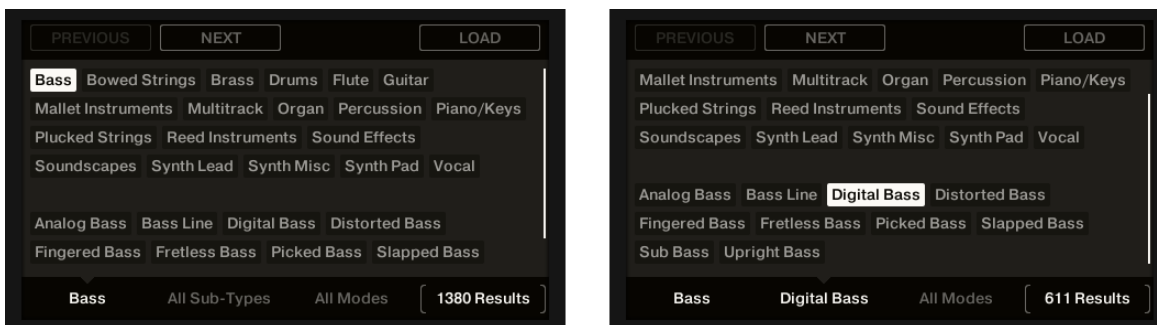 PREVIOUS NEXT LOAD
Bass Bowed Strings Brass Drums Flute Guitar
Mallet Instruments Multitrack Organ Percussion Piano/Keys
Plucked Strings Reed Instruments Sound Effects
Soundscapes Synth Lead Synth Misc Synth Pad Vocal
Analog Bass Bass Line Digital Bass Distorted Bass
Fingered Bass Fretless Bass Picked Bass Slapped Bass
Bass All Sub-Types All Modes 1380 Results
PREVIOUS NEXT LOAD
Mallet Instruments Multitrack Organ Percussion Piano/Keys
Plucked Strings Reed Instruments Sound Effects
Soundscapes Synth Lead Synth Misc Synth Pad Vocal
Analog Bass Bass Line Digital Bass Distorted Bass
Fingered Bass Fretless Bass Picked Bass Slapped Bass
Sub Bass Upright Bass
Bass Digital Bass All Modes 611 Results